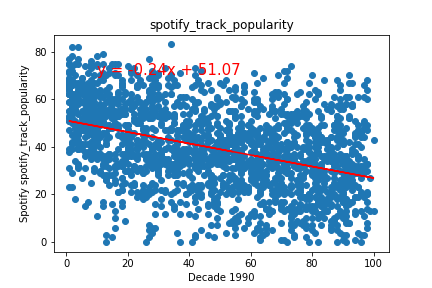 spotify_track_popularity
y = -0.24x + 51.07
Spotify spotify_track_popularity
80
60
40
20
0
0 20 40 60 80 100
Decade 1990